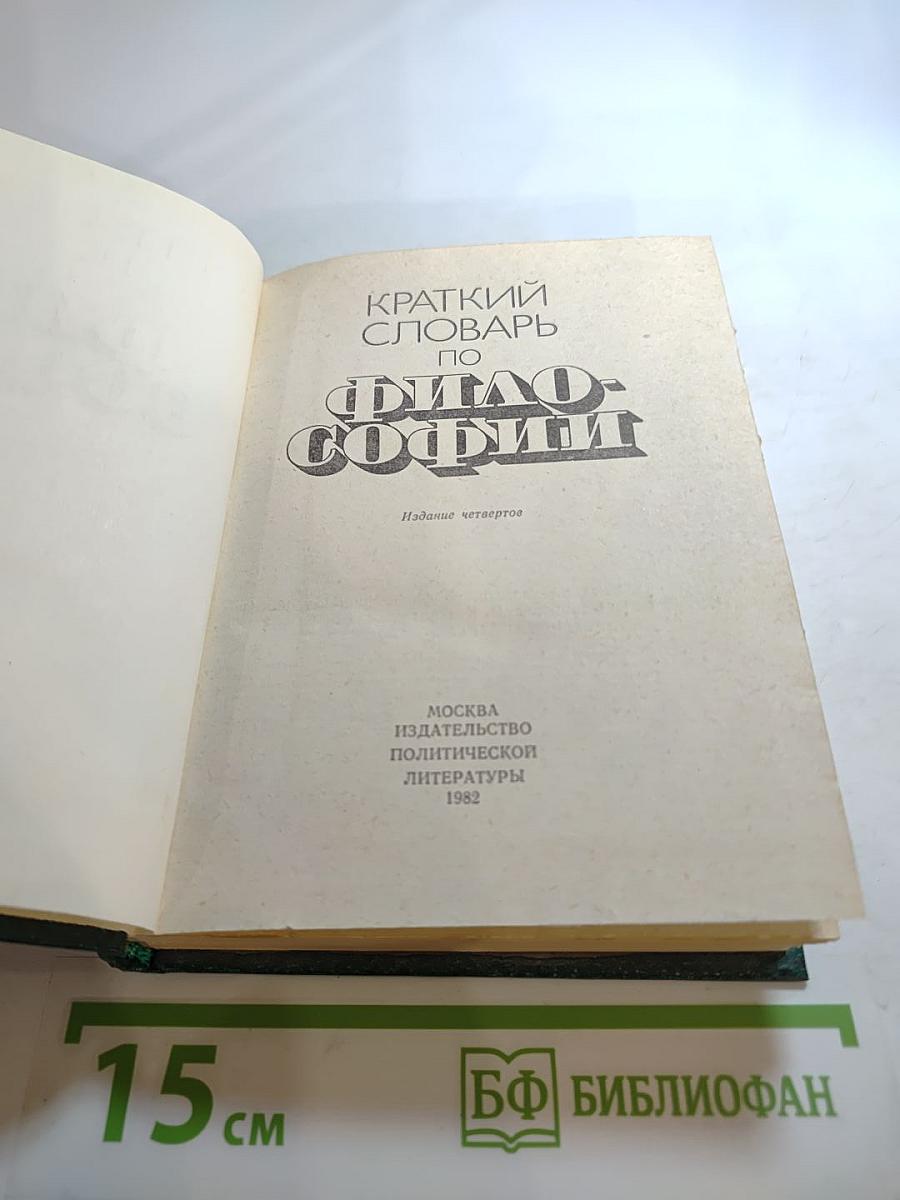 КРАТКИЙ
СЛОВАРЬ
ПО
ФИЛО-
СОФИИ
Издание четвертое
МОСКВА
ИЗДАТЕЛЬСТВО
ПОЛИТИЧЕСКОЙ
ЛИТЕРАТУРЫ
1982
15 см
БФ БИБЛИОФАН